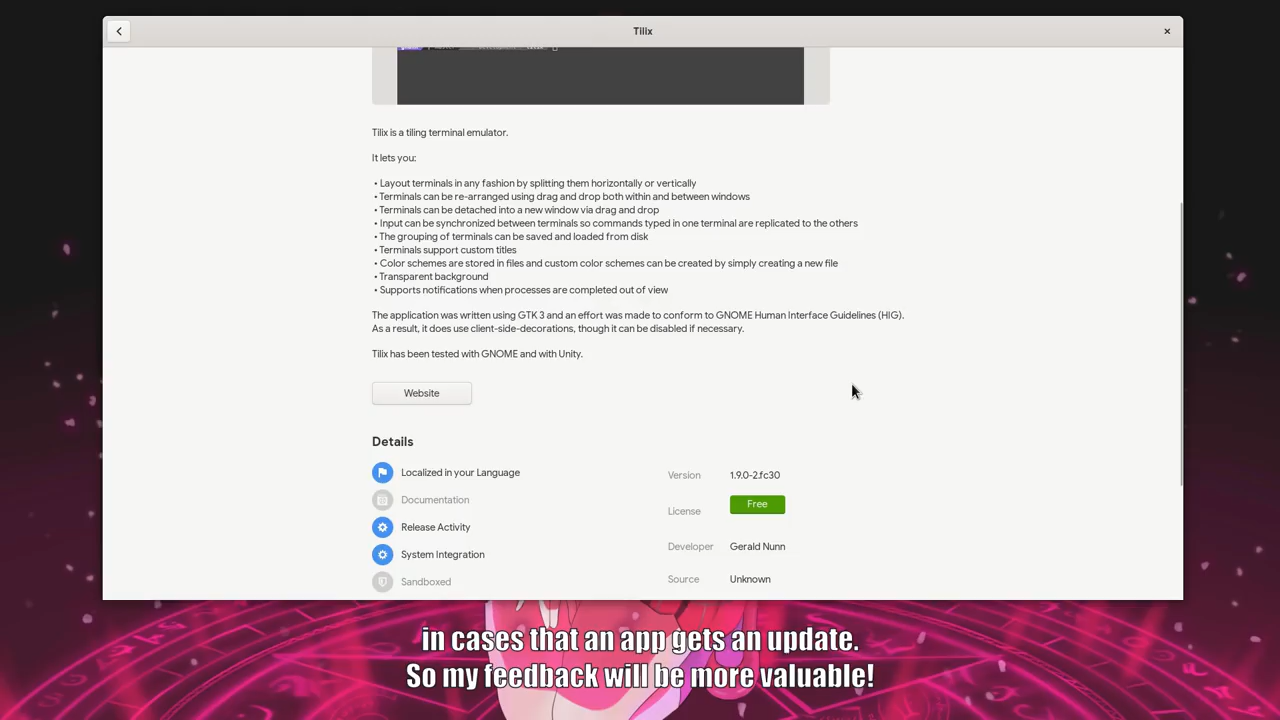 Tilix
Tilix is a tiling terminal emulator.
It lets you:
• Layout terminals in any fashion by splitting them horizontally or vertically
• Terminals can be re-arranged using drag and drop both within and between windows
• Terminals can be detached into a new window via drag and drop
• Input can be synchronized between terminals so commands typed in one terminal are replicated to the others
• The grouping of terminals can be saved and loaded from disk
• Terminals support custom titles
• Color schemes are stored in files and custom color schemes can be created by simply creating a new file
• Transparent background
• Supports notifications when processes are completed out of view
The application was written using GTK 3 and an effort was made to conform to GNOME Human Interface Guidelines (HIG).
As a result, it does use client-side-decorations, though it can be disabled if necessary.
Tilix has been tested with GNOME and with Unity.
Website
Details
Localized in your Language
Documentation
Release Activity
System Integration
Sandboxed
Version 1.9.0-2.fc30
License Free
Developer Gerald Nunn
Source Unknown
in cases that an app gets an update.
So my feedback will be more valuable!